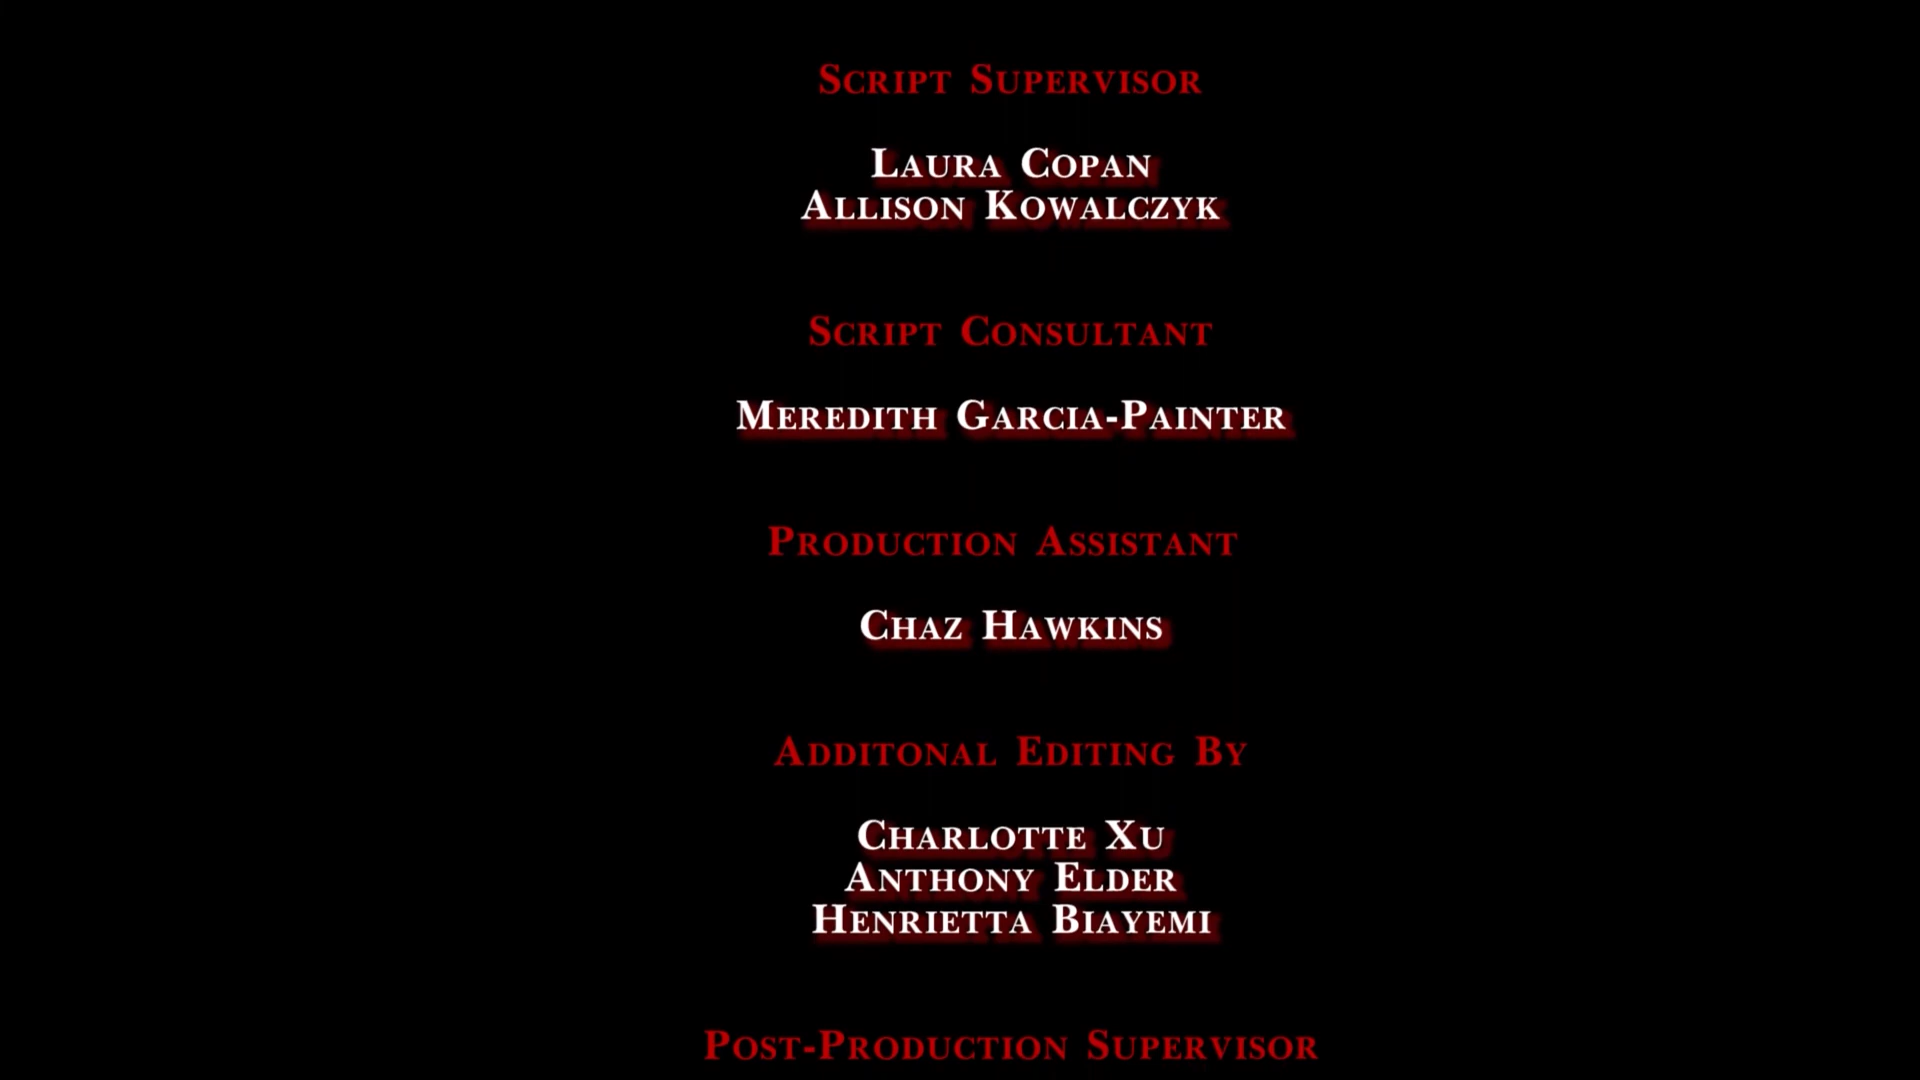 Script Supervisor
Laura Copan
Allison Kowalczyk
Script Consultant
Meredith Garcia-Painter
Production Assistant
Chaz Hawkins
Additonal Editing By
Charlotte Xu
Anthony Elder
Henrietta Biayemi
Post-Production Supervisor